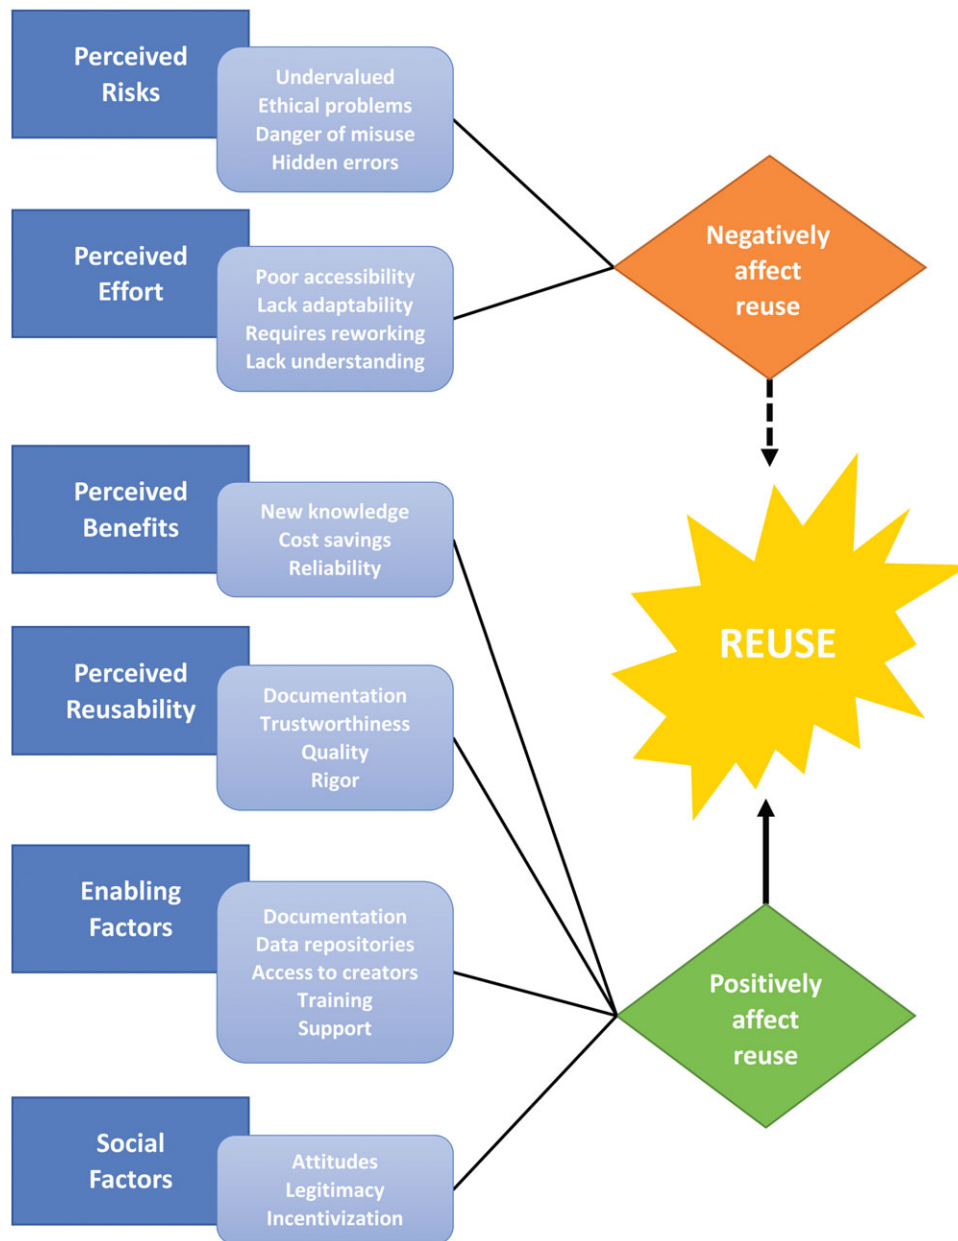 Perceived
Risks
Undervalued
Ethical problems
Danger of misuse
Hidden errors
Perceived
Effort
Poor accessibility
Lack adaptability
Requires reworking
Lack understanding
Negatively
affect
reuse
Perceived
Benefits
New knowledge
Cost savings
Reliability
REUSE
Perceived
Reusability
Documentation
Trustworthiness
Quality
Rigor
Enabling
Factors
Documentation
Data repositories
Access to creators
Training
Support
Positively
affect
reuse
Social
Factors
Attitudes
Legitimacy
Incentivization